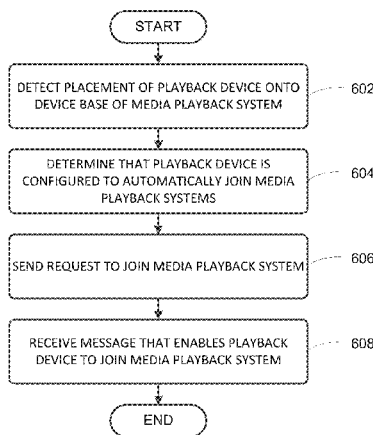 START
DETECT PLACEMENT OF PLAYBACK DEVICE ONTO
DEVICE BASE OF MEDIA PLAYBACK SYSTEM
602
DETERMINE THAT PLAYBACK DEVICE IS
CONFIGURED TO AUTOMATICALLY JOIN MEDIA
PLAYBACK SYSTEMS
604
SEND REQUEST TO JOIN MEDIA PLAYBACK SYSTEM
606
RECEIVE MESSAGE THAT ENABLES PLAYBACK
DEVICE TO JOIN MEDIA PLAYBACK SYSTEM
608
END